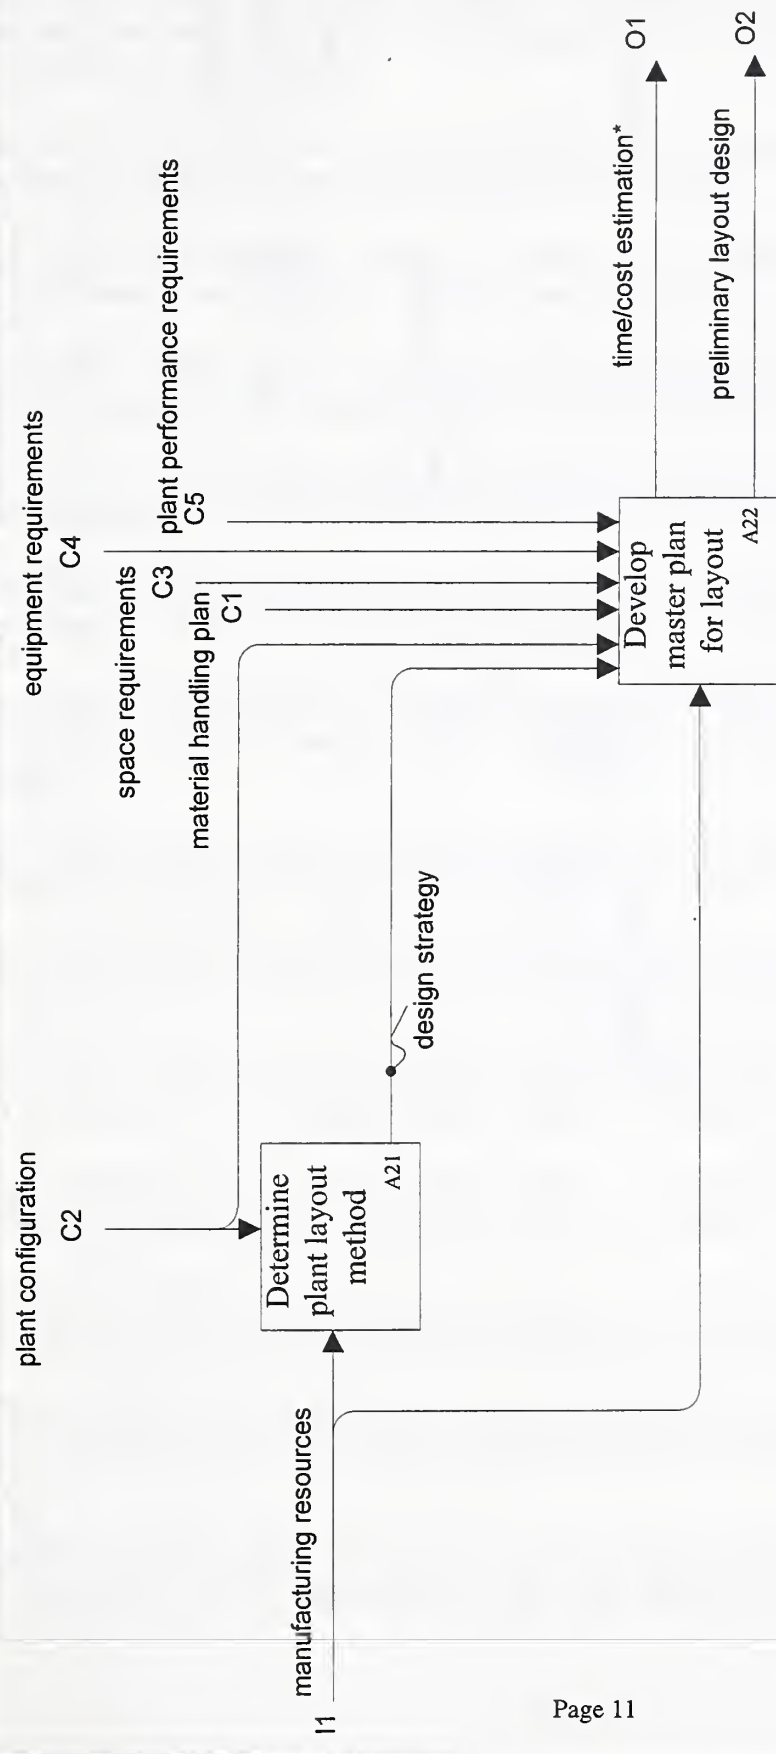 plant configuration
C2
equipment requirements
C4
space requirements
C3
plant performance requirements
C5
material handling plan
C1
manufacturing resources
I1
Determine
plant layout
method
A21
design strategy
Develop
master plan
for layout
A22
time/cost estimation*
O1
preliminary layout design
O2
Page 11